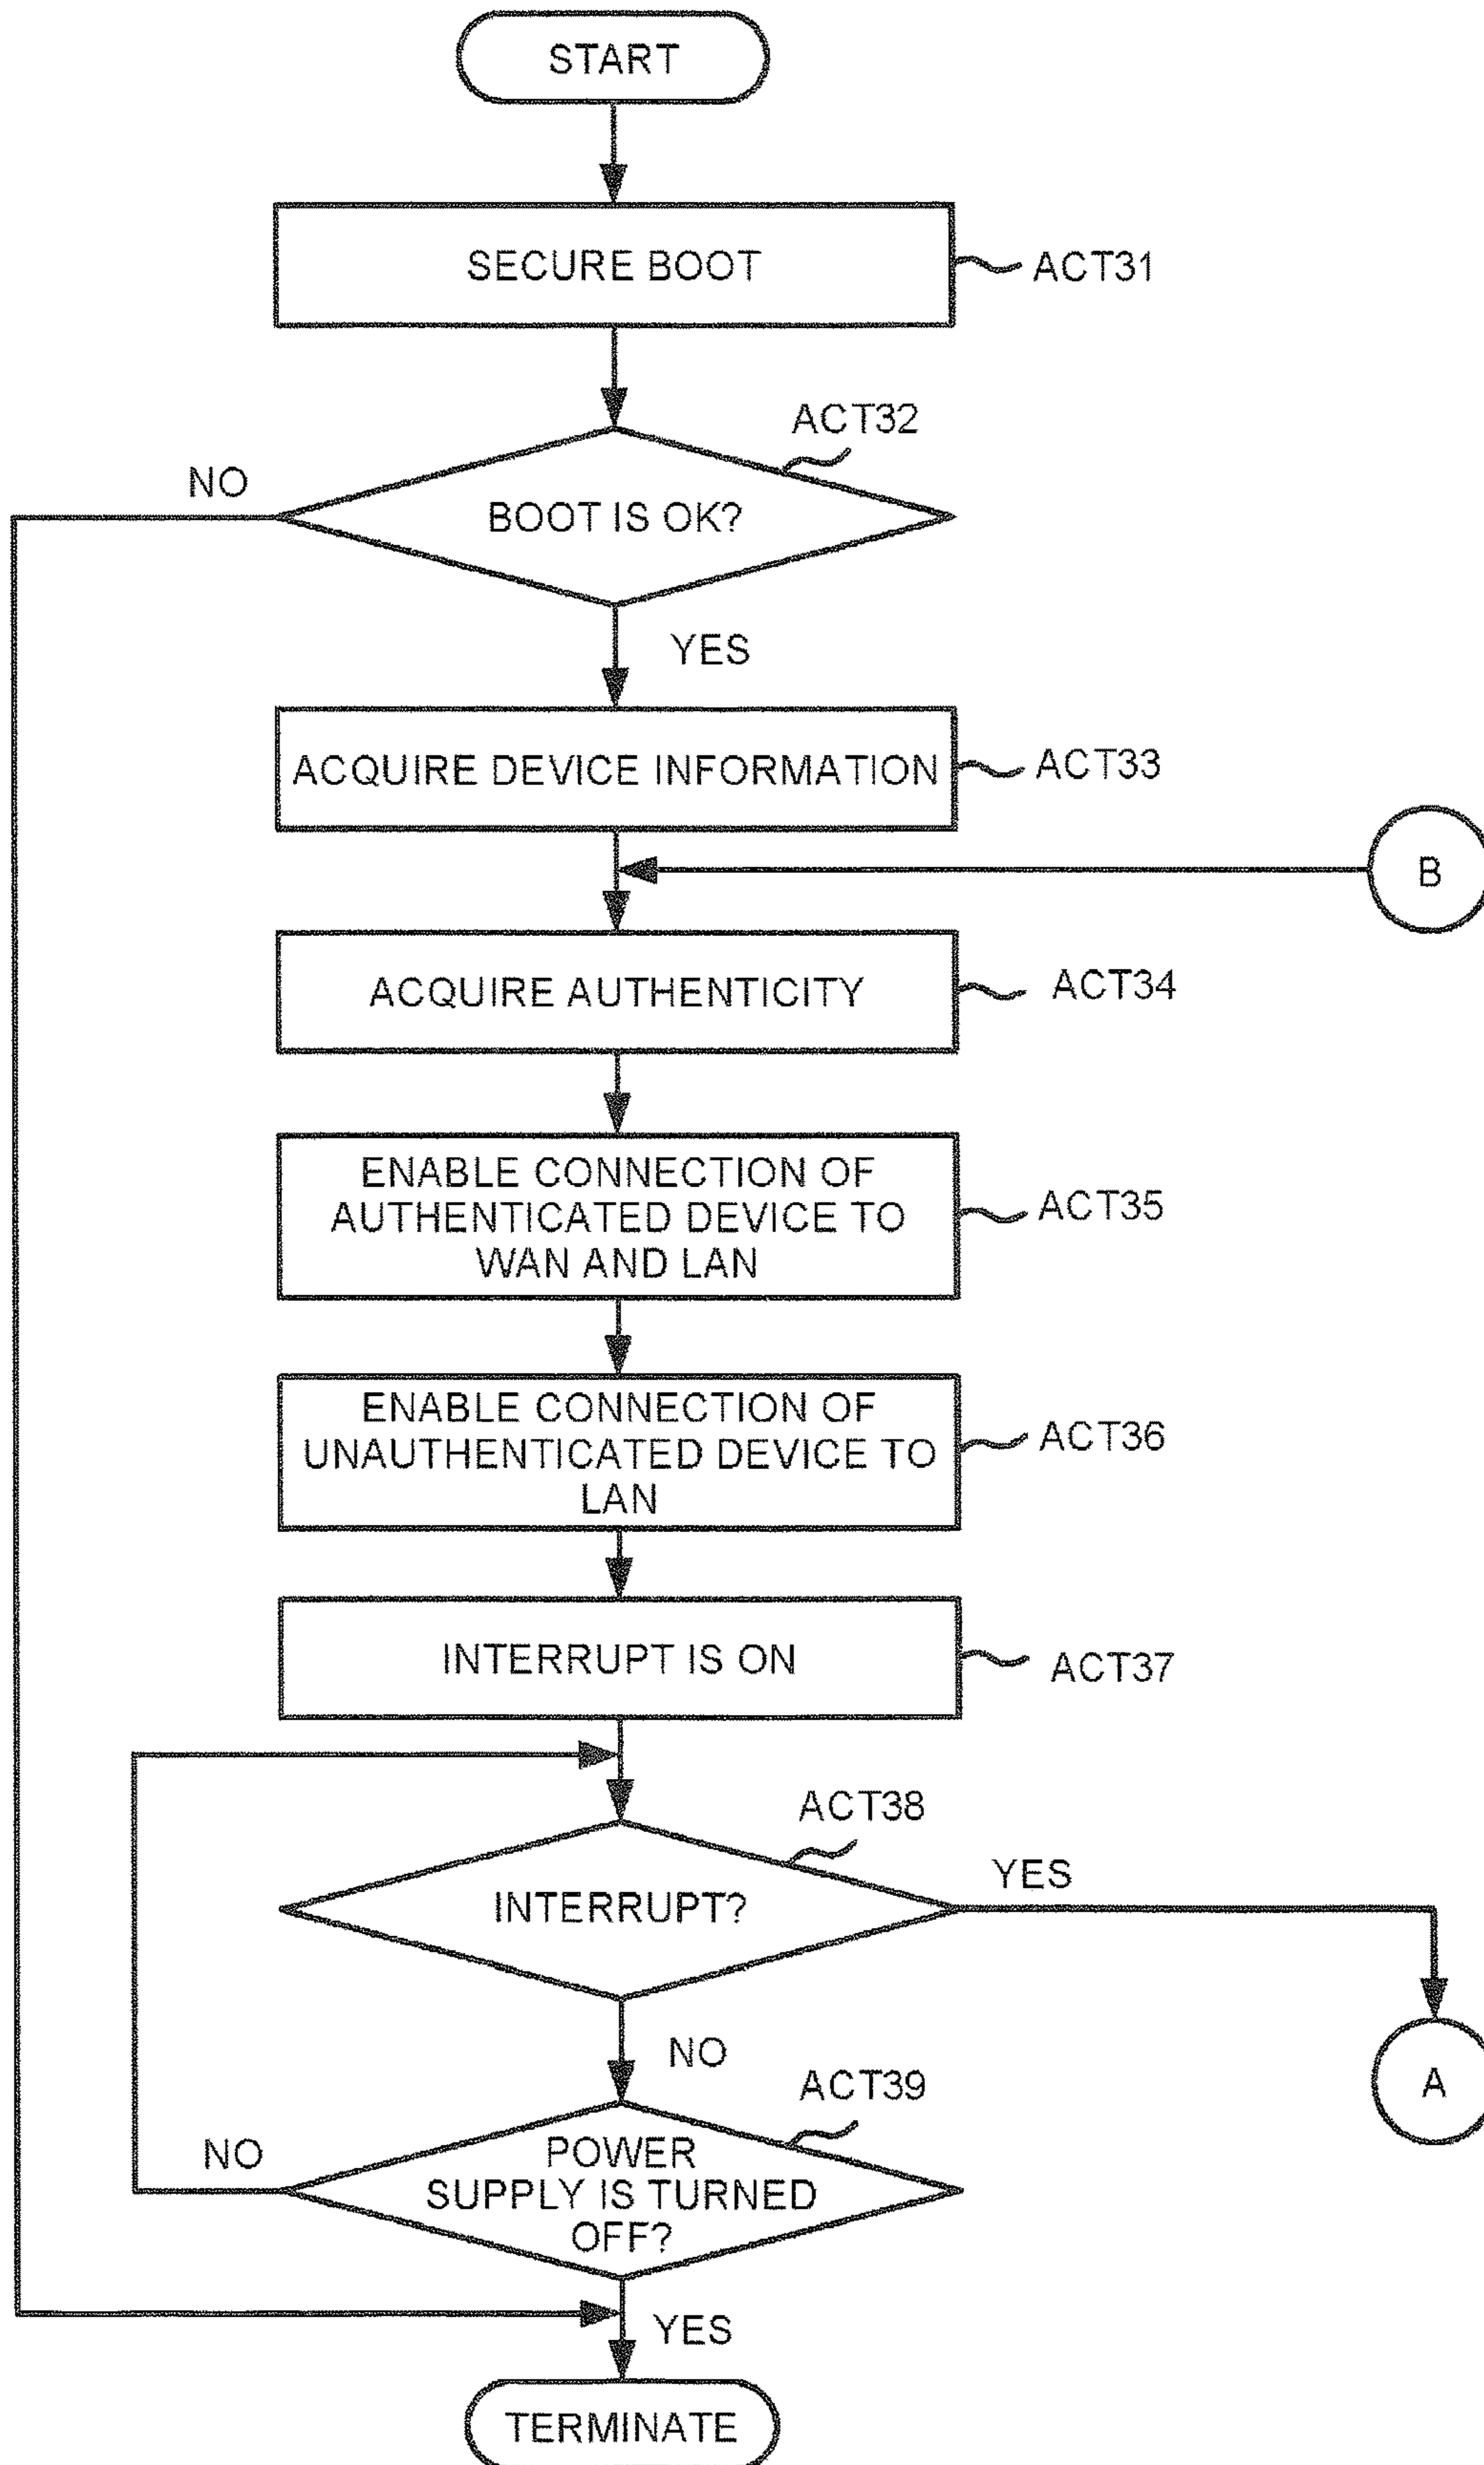 START
SECURE BOOT
ACT31
ACT32
NO
BOOT IS OK?
YES
ACQUIRE DEVICE INFORMATION
ACT33
B
ACQUIRE AUTHENTICITY
ACT34
ENABLE CONNECTION OF
AUTHENTICATED DEVICE TO
WAN AND LAN
ACT35
ENABLE CONNECTION OF
UNAUTHENTICATED DEVICE TO
LAN
ACT36
INTERRUPT IS ON
ACT37
ACT38
INTERRUPT?
YES
NO
A
ACT39
NO
POWER
SUPPLY IS TURNED
OFF?
YES
TERMINATE